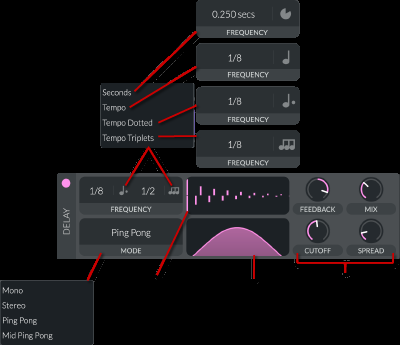 0.250 secs
FREQUENCY
1/8
FREQUENCY
Seconds
Tempo
Tempo Dotted
Tempo Triplets
1/8
FREQUENCY
1/8
FREQUENCY
DELAY
1/8 1/2
FREQUENCY
Ping Pong
MODE
FEEDBACK MIX
CUTOFF SPREAD
Mono
Stereo
Ping Pong
Mid Ping Pong